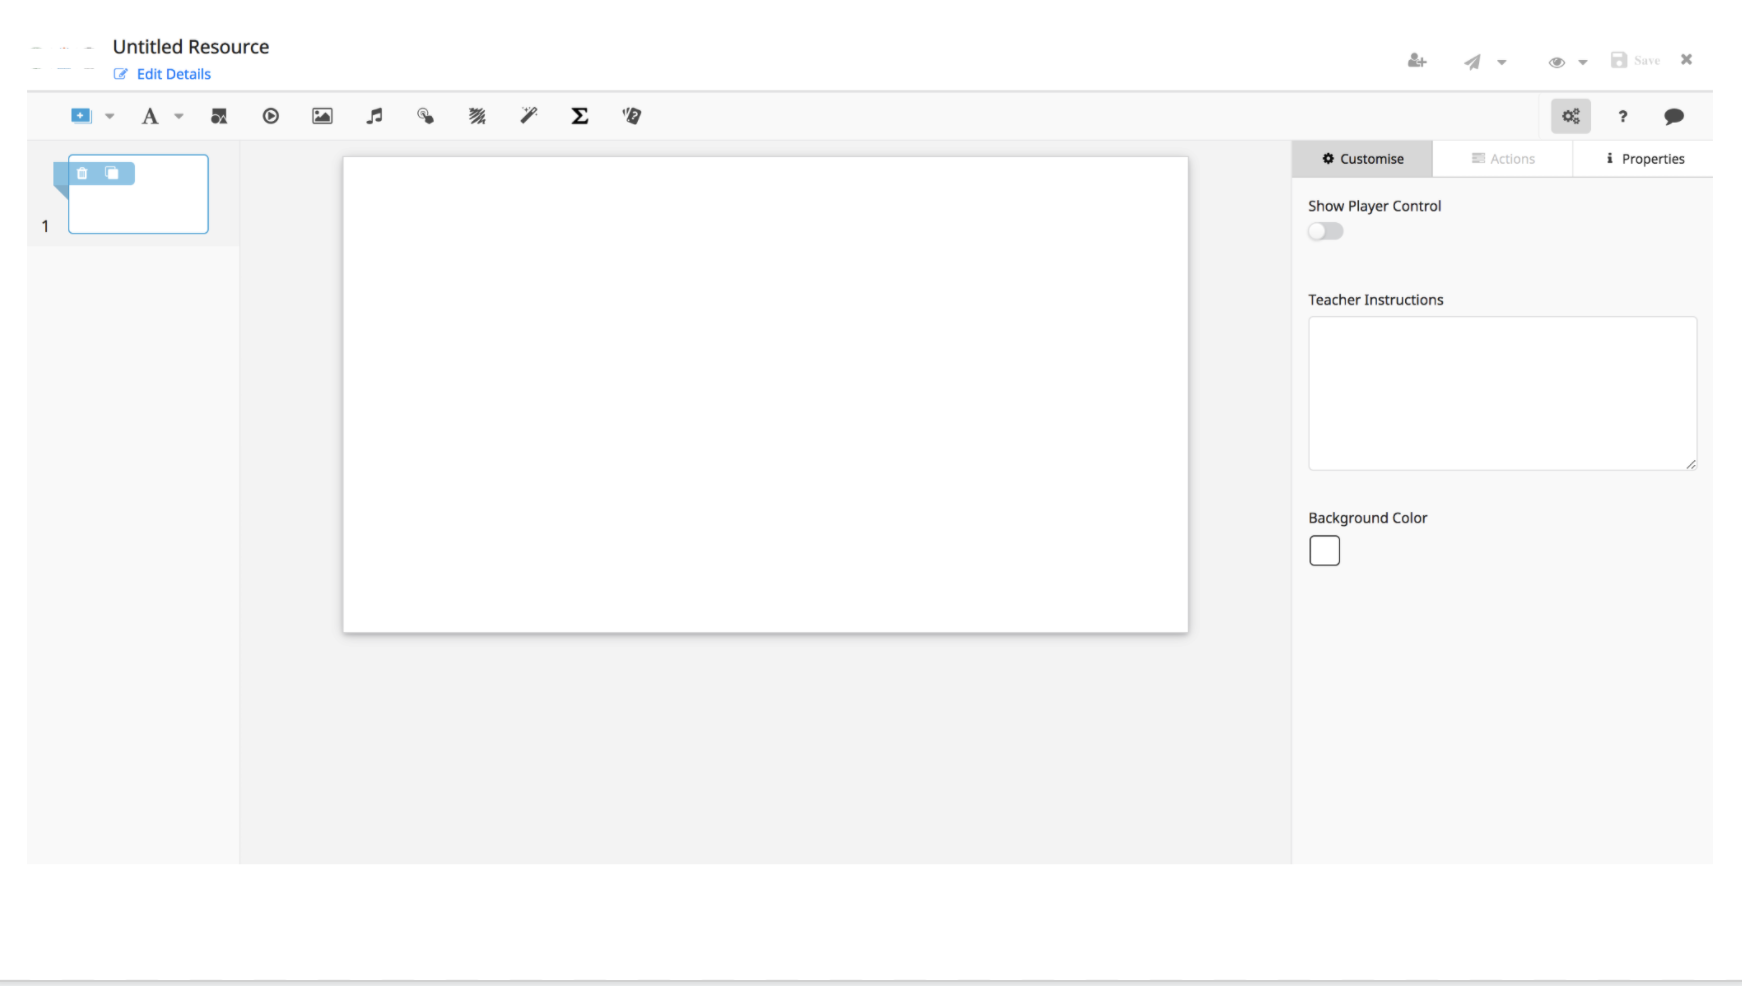 Untitled Resource
Edit Details
Save
A
Σ
?
Customise
Actions
Properties
Show Player Control
1
Teacher Instructions
Background Color